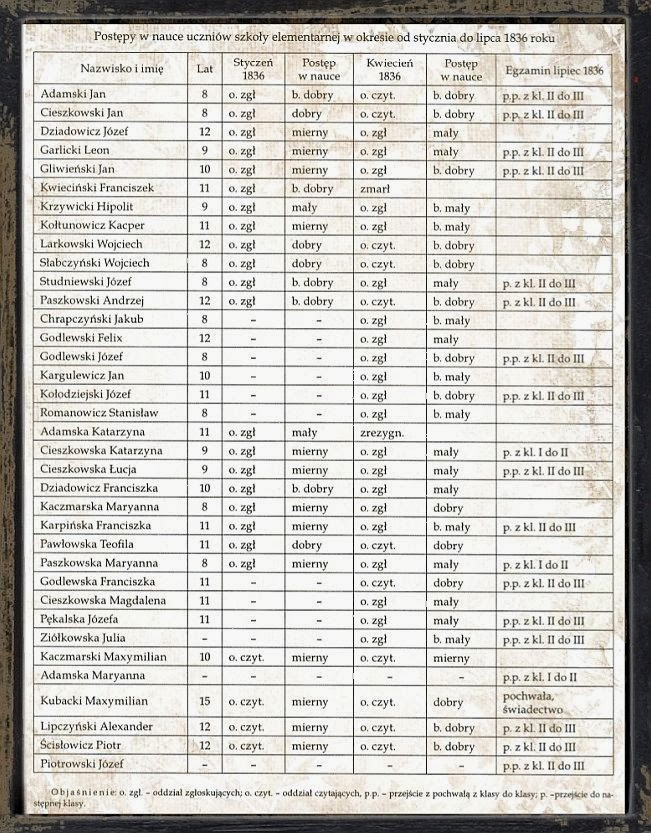 Postępy w nauce uczniów szkoły elementarnej w okresie od stycznia do lipca 1836 roku
Nazwisko i imię Lat Styczeń 1836 Postęp w nauce Kwiecień 1836 Postęp w nauce Egzamin lipiec 1836
Adamski Jan 8 o. zgł b. dobry o. czyt. b. dobry p.p. z kl. II do III
Cieszkowski Jan 8 o. zgł dobry o. czyt. b. dobry p.p. z kl. II do III
Dziadowicz Józef 12 o. zgł mierny o. zgł mały
Garlicki Leon 9 o. zgł mierny o. zgł mały p.p. z kl. II do III
Gliwieński Jan 10 o. zgł mierny o. zgł b. dobry p.p. z kl. II do III
Kwieciński Franciszek 11 o. zgł b. dobry zmarł
Krzywicki Hipolit 9 o. zgł mały o. zgł b. mały
Kołtunowicz Kacper 11 o. zgł mierny o. zgł b. mały
Larkowski Wojciech 12 o. zgł dobry o. czyt. b. dobry
Słabczyński Wojciech 8 o. zgł dobry o. czyt. b. dobry
Studniewski Józef 8 o. zgł b. dobry o. zgł mały p. z kl. II do III
Paszkowski Andrzej 12 o. zgł b. dobry o. czyt. b. dobry p. z kl. II do III
Chrapczyński Jakub 8 – – o. zgł b. mały
Godlewski Felix 12 – – o. zgł mały
Godlewski Józef 8 – – o. zgł b. dobry p.p. z kl. II do III
Kargulewicz Jan 10 – – o. zgł b. mały
Kołodziejski Józef 11 – – o. zgł b. dobry p.p. z kl. II do III
Romanowicz Stanisław 8 – – o. zgł b. mały
Adamska Katarzyna 11 o. zgł mały zrezygn.
Cieszkowska Katarzyna 9 o. zgł mierny o. zgł mały p. z kl. I do II
Cieszkowska Łucja 9 o. zgł mierny o. zgł mały p.p. z kl. II do III
Dziadowicz Franciszka 10 o. zgł b. dobry o. zgł mały
Kaczmarska Maryanna 8 o. zgł mierny o. zgł dobry
Karpińska Franciszka 11 o. zgł mierny o. zgł b. mały p. z kl. II do III
Pawłowska Teofila 11 o. zgł dobry o. czyt. dobry
Paszkowska Maryanna 8 o. zgł mierny o. zgł mały p. z kl. I do II
Godlewska Franciszka 11 – – o. czyt. dobry p.p. z kl. II do III
Cieszkowska Magdalena 11 – – o. zgł mały
Pękalska Józefa 11 – – o. zgł mały p.p. z kl. II do III
Ziółkowska Julia – – – o. zgł b. mały p.p. z kl. II do III
Kaczmarski Maxymilian 10 o. czyt. mierny o. czyt. mierny
Adamska Maryanna – – – – – p.p. z kl. I do II
Kubacki Maxymilian 15 o. czyt. mierny o. czyt. dobry pochwała, świadectwo
Lipczyński Alexander 12 o. czyt. mierny o. czyt. b. dobry p. z kl. II do III
Ścisłowicz Piotr 12 o. czyt. mierny o. czyt. b. dobry p. z kl. II do III
Piotrowski Józef – – – – – p.p. z kl. II do III
Objaśnienie: o. zgł. – oddział zgłoskujących; o. czyt. – oddział czytających, p.p. – przejście z pochwałą z klasy do klasy; p. –przejście do na-
stępnej klasy.